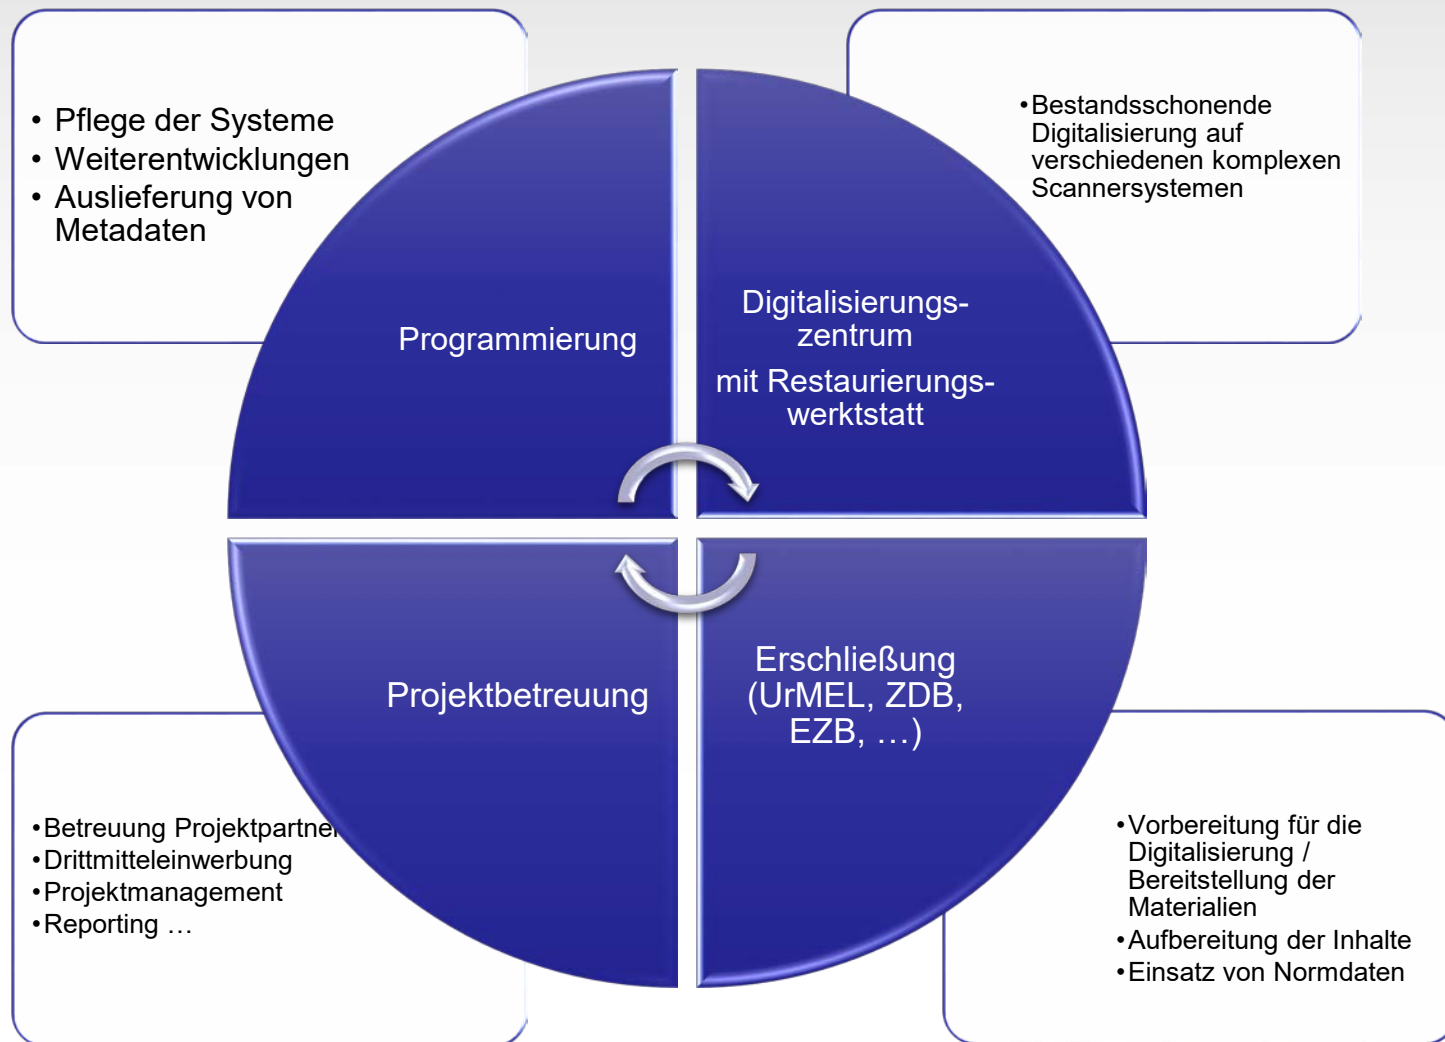 • Pflege der Systeme
• Weiterentwicklungen
• Auslieferung von
Metadaten
Programmierung
•Bestandsschonende
Digitalisierung auf
verschiedenen komplexen
Scannersystemen
Digitalisierungs-
zentrum
mit Restaurierungs-
werktstatt
•Betreuung Projektpartner
•Drittmitteleinwerbung
•Projektmanagement
•Reporting …
Projektbetreuung
Erschließung
(UrMEL, ZDB,
EZB, …)
•Vorbereitung für die
Digitalisierung /
Bereitstellung der
Materialien
•Aufbereitung der Inhalte
•Einsatz von Normdaten